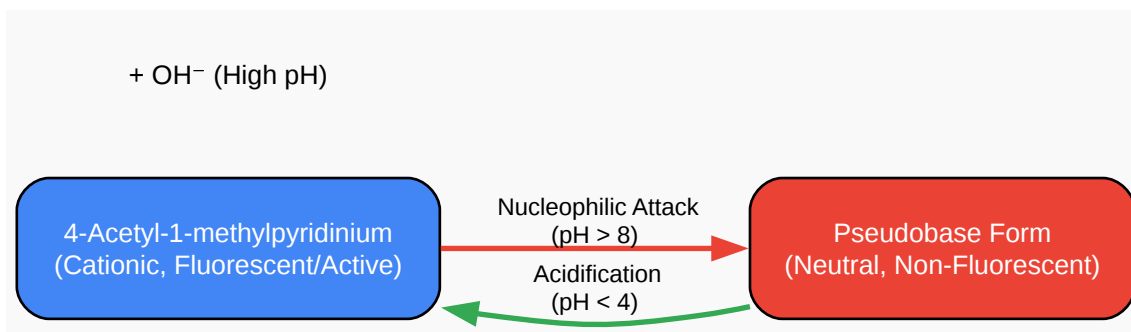 + OH⁻ (High pH)
4-Acetyl-1-methylpyridinium
(Cationic, Fluorescent/Active)
Nucleophilic Attack
(pH > 8)
Acidification
(pH < 4)
Pseudobase Form
(Neutral, Non-Fluorescent)